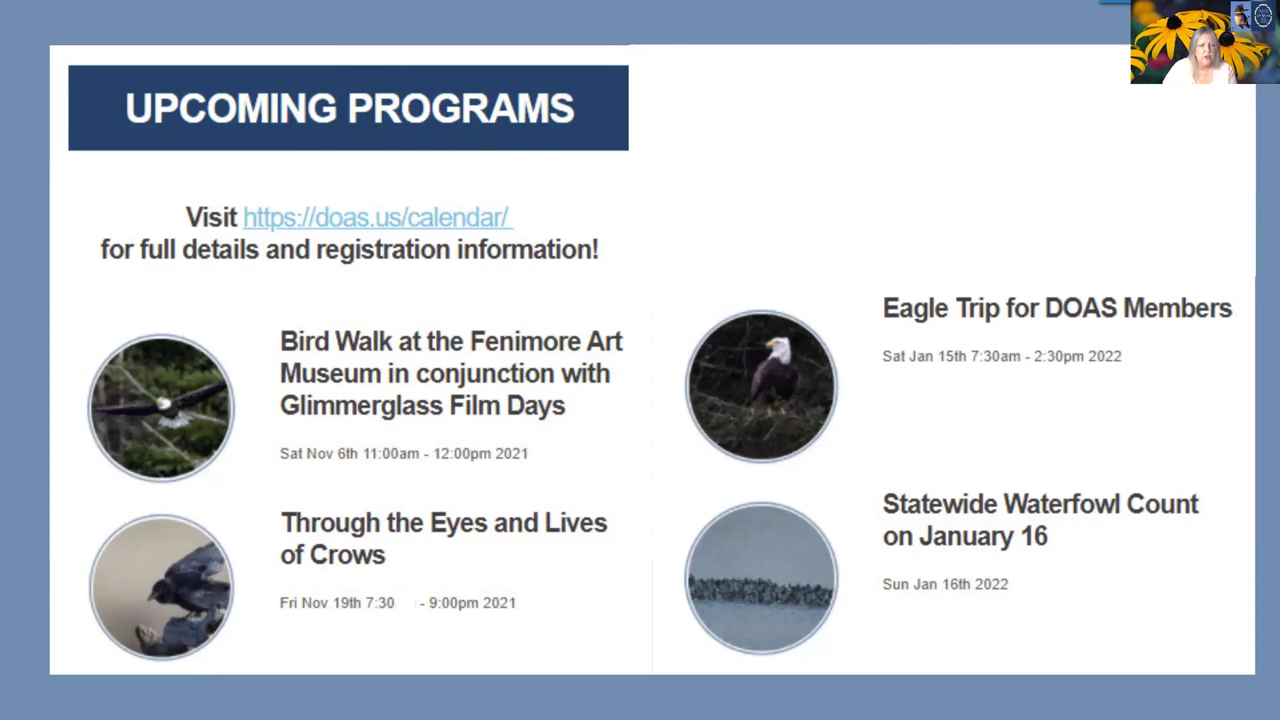 UPCOMING PROGRAMS
Visit https://doas.us/calendar/
for full details and registration information!
Bird Walk at the Fenimore Art
Museum in conjunction with
Glimmerglass Film Days
Sat Nov 6th 11:00am - 12:00pm 2021
Through the Eyes and Lives
of Crows
Fri Nov 19th 7:30 - 9:00pm 2021
Eagle Trip for DOAS Members
Sat Jan 15th 7:30am - 2:30pm 2022
Statewide Waterfowl Count
on January 16
Sun Jan 16th 2022